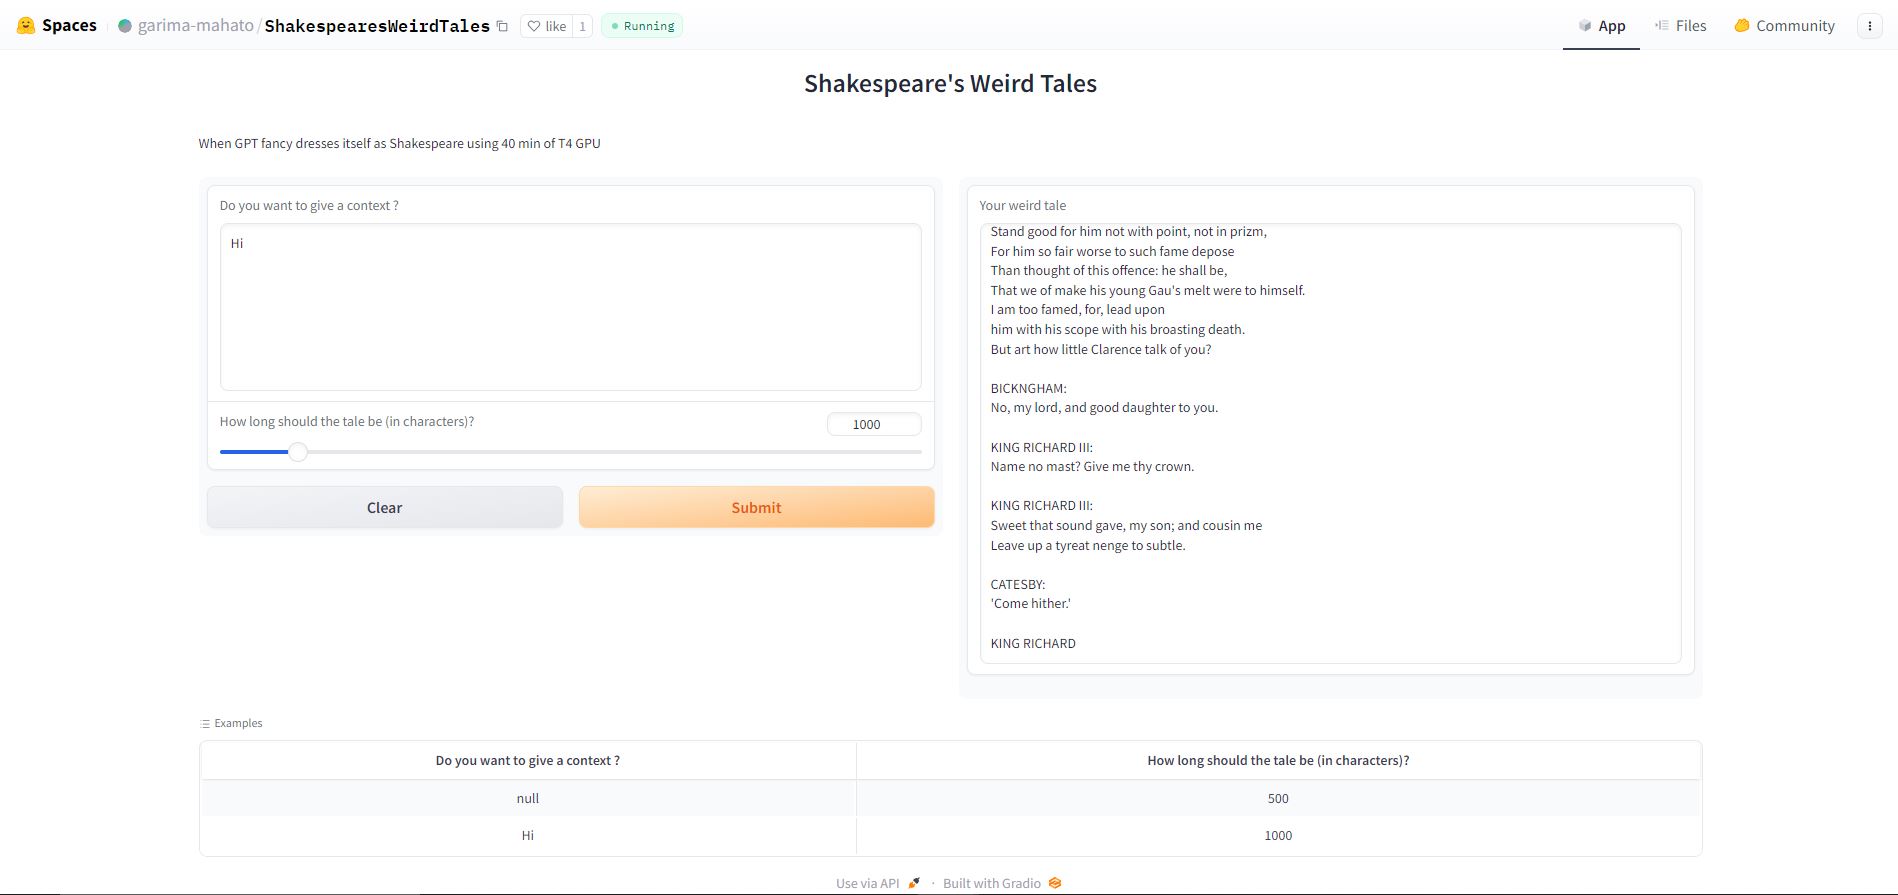 Spaces
garima-mahato/ShakespearesWeirdTales
like 1
Running
App
Files
Community
Shakespeare's Weird Tales
When GPT fancy dresses itself as Shakespeare using 40 min of T4 GPU
Do you want to give a context ?
Hi
How long should the tale be (in characters)?
1000
Clear
Submit
Your weird tale
Stand good for him not with point, not in prizm,
For him so fair worse to such fame depose
Than thought of this offence: he shall be,
That we of make his young Gau's melt were to himself.
I am too famed, for, lead upon
him with his scope with his broasting death.
But art how little Clarence talk of you?
BICKNGHAM:
No, my lord, and good daughter to you.
KING RICHARD III:
Name no mast? Give me thy crown.
KING RICHARD III:
Sweet that sound gave, my son; and cousin me
Leave up a tyreat nenge to subtle.
CATESBY:
'Come hither.'
KING RICHARD
Examples
Do you want to give a context ? How long should the tale be (in characters)?
null 500
Hi 1000
Use via API · Built with Gradio